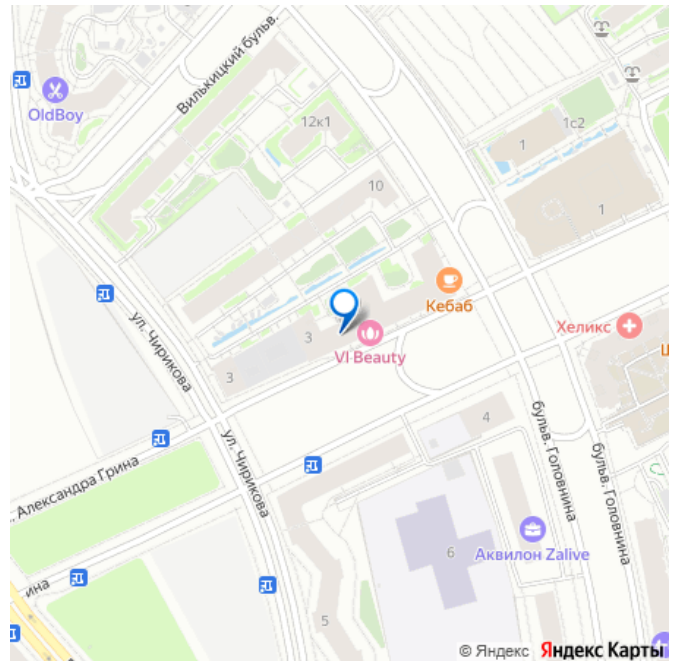 Вилькицкий бульв.
OldBoy
12к1
1с2
1
10
1
Кебаб
Хеликс
3
VI Beauty
ул. Чирикова
3
4
бульв. Головнина
бульв. Головнина
ул. Чирикова
Александра Грина
Аквилон Zalive
6
ина
5
© Яндекс Яндекс Карты